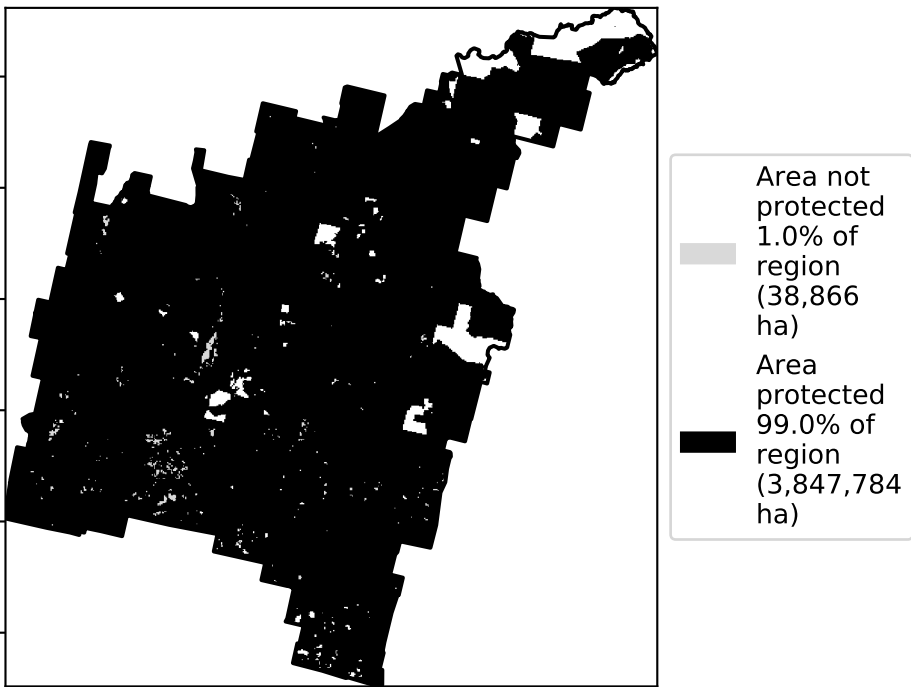 Area not
protected
1.0% of
region
(38,866
ha)
Area
protected
99.0% of
region
(3,847,784
ha)